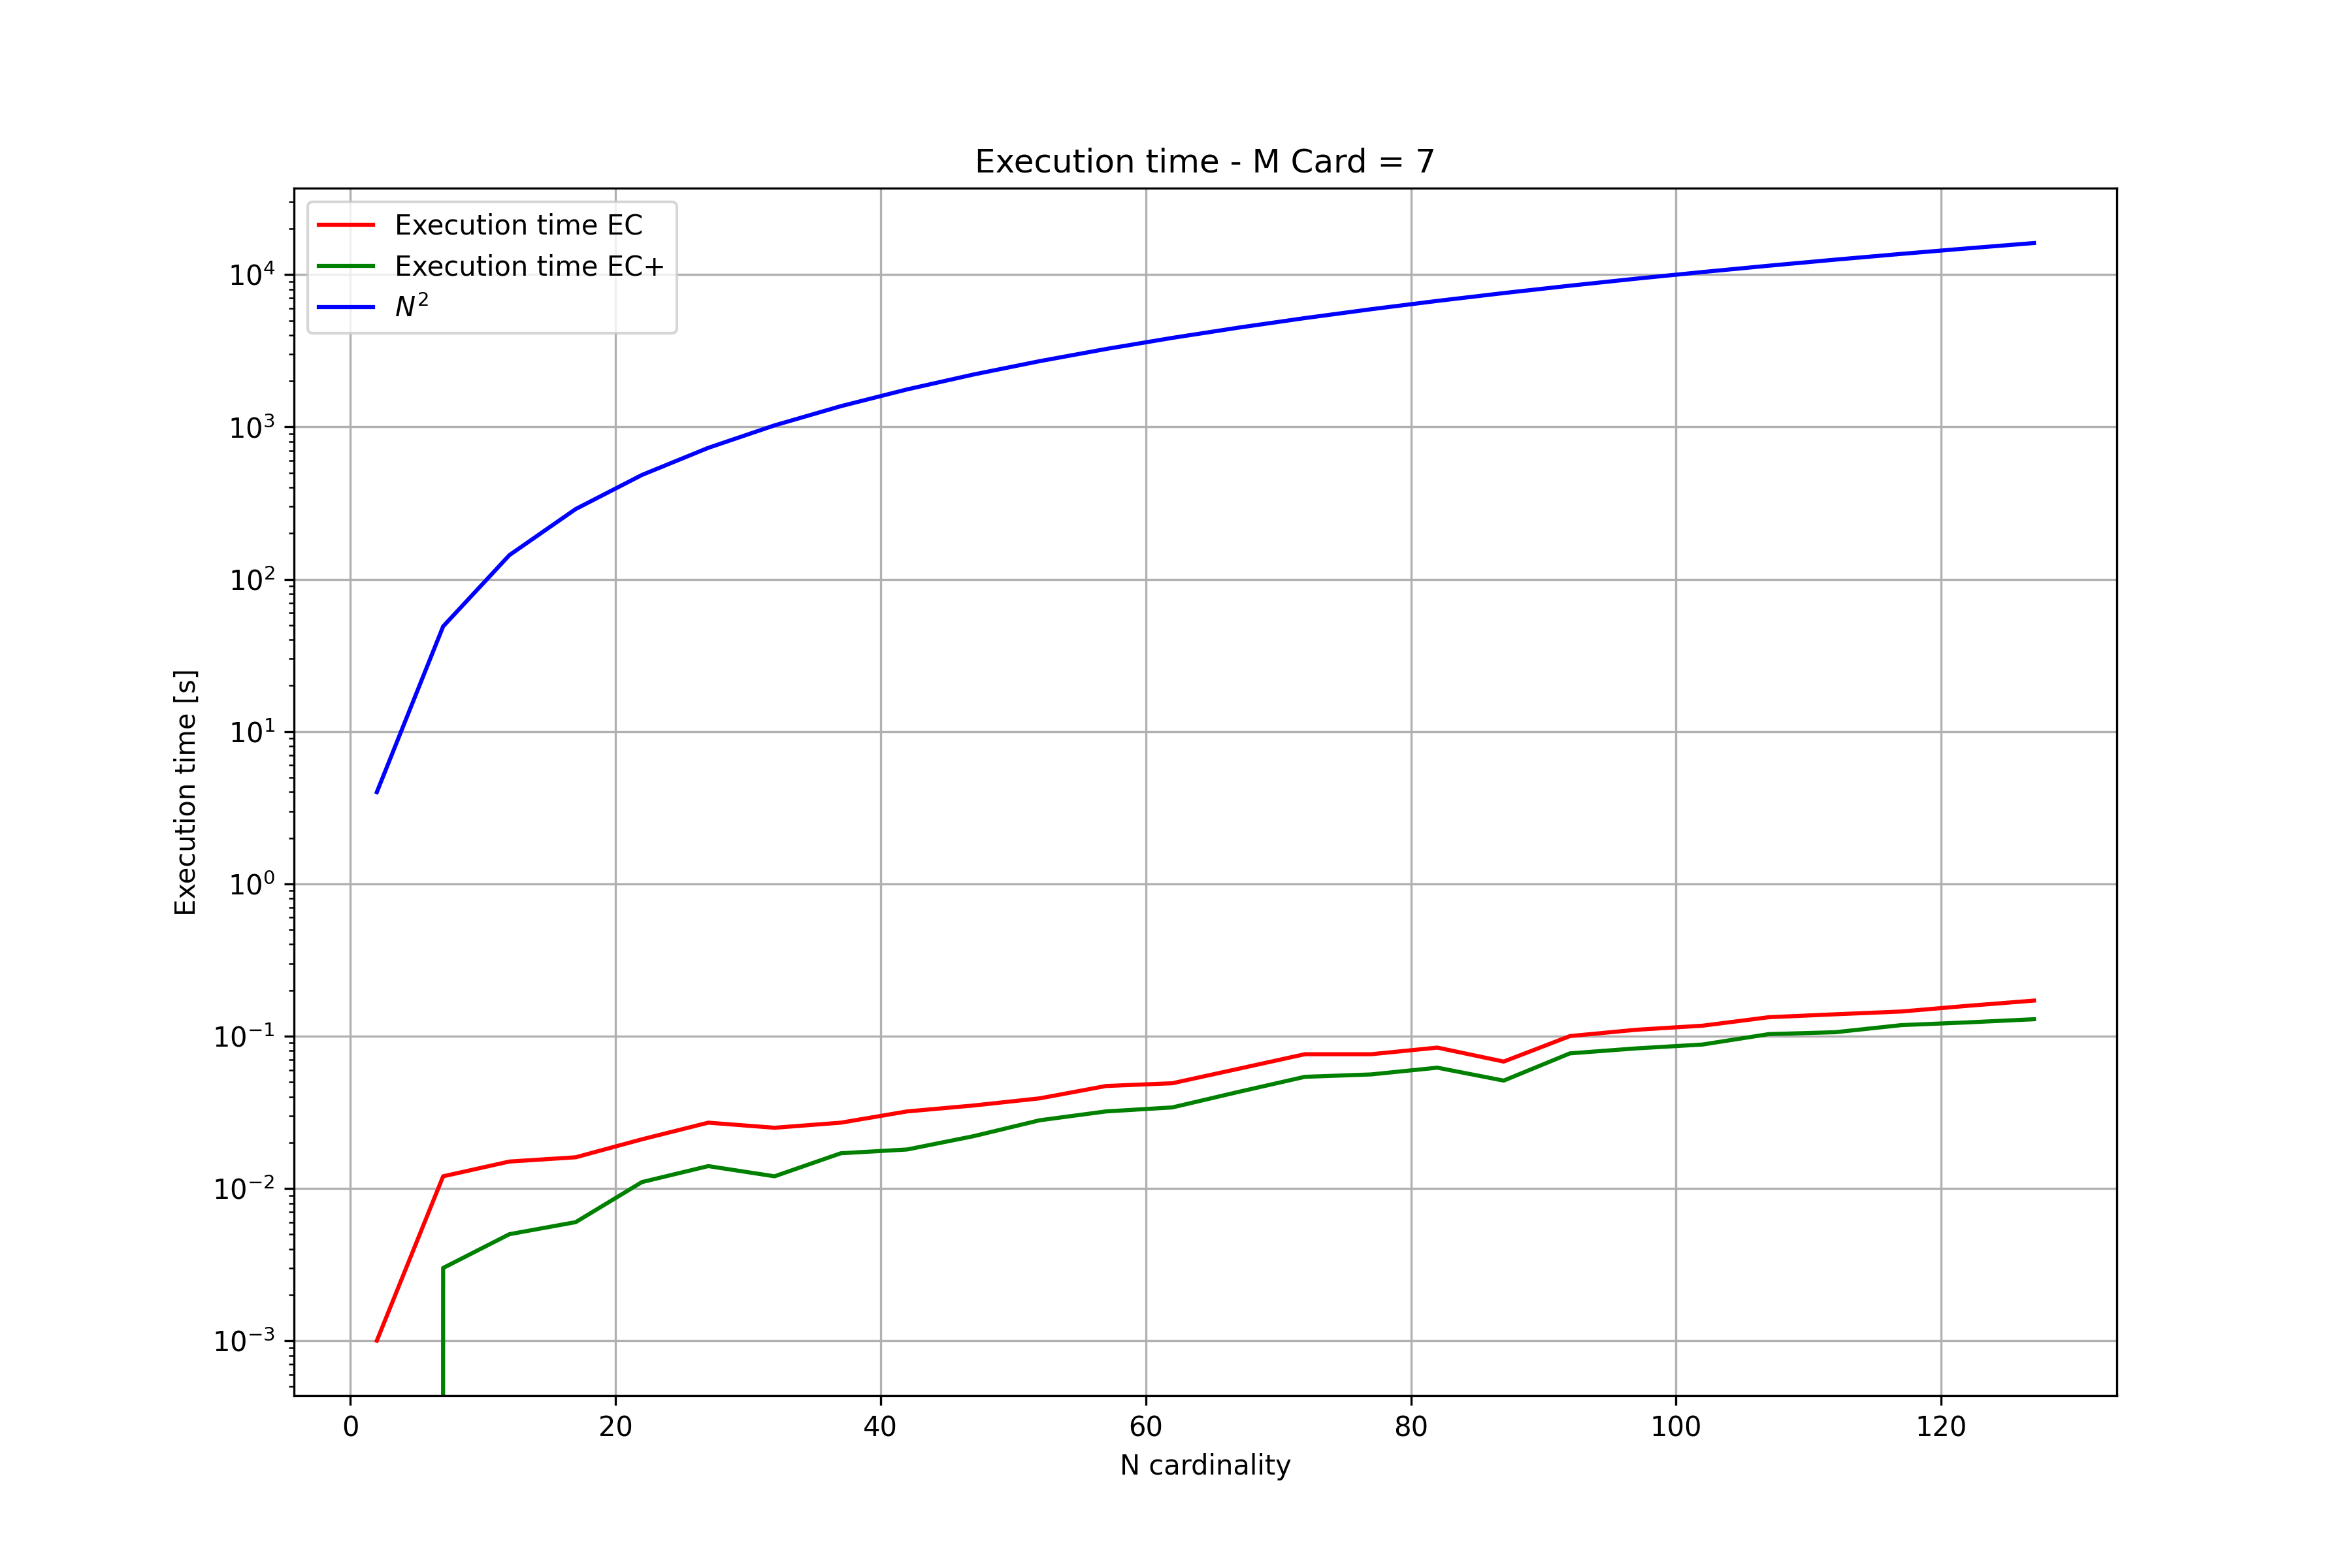 Execution time - M Card = 7
Execution time EC
Execution time EC+
N²
10⁴
10³
10²
10¹
10⁰
10⁻¹
10⁻²
10⁻³
Execution time [s]
0 20 40 60 80 100 120
N cardinality